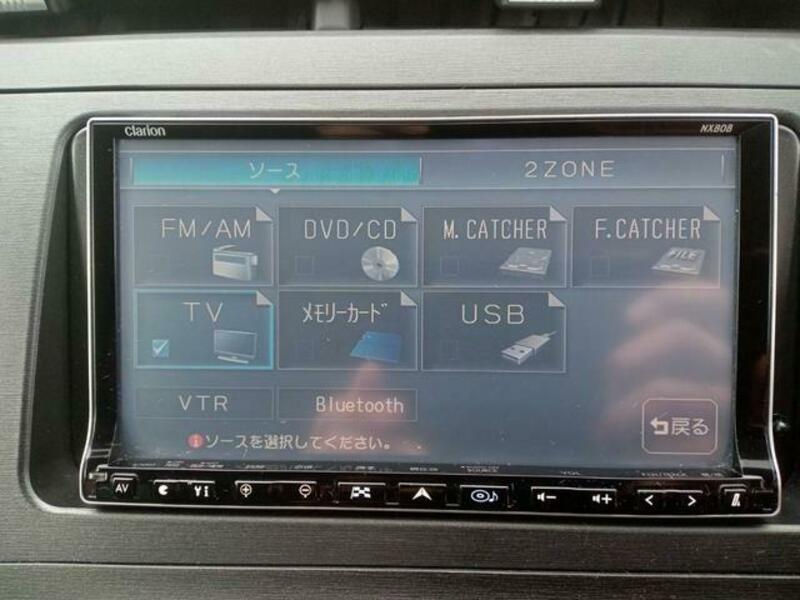 clarion NX808
ソース 2ZONE
FM/AM DVD/CD M.CATCHER F.CATCHER
FILE
TV メモリーカード USB
VTR Bluetooth
戻る
ソースを選択してください。
AV